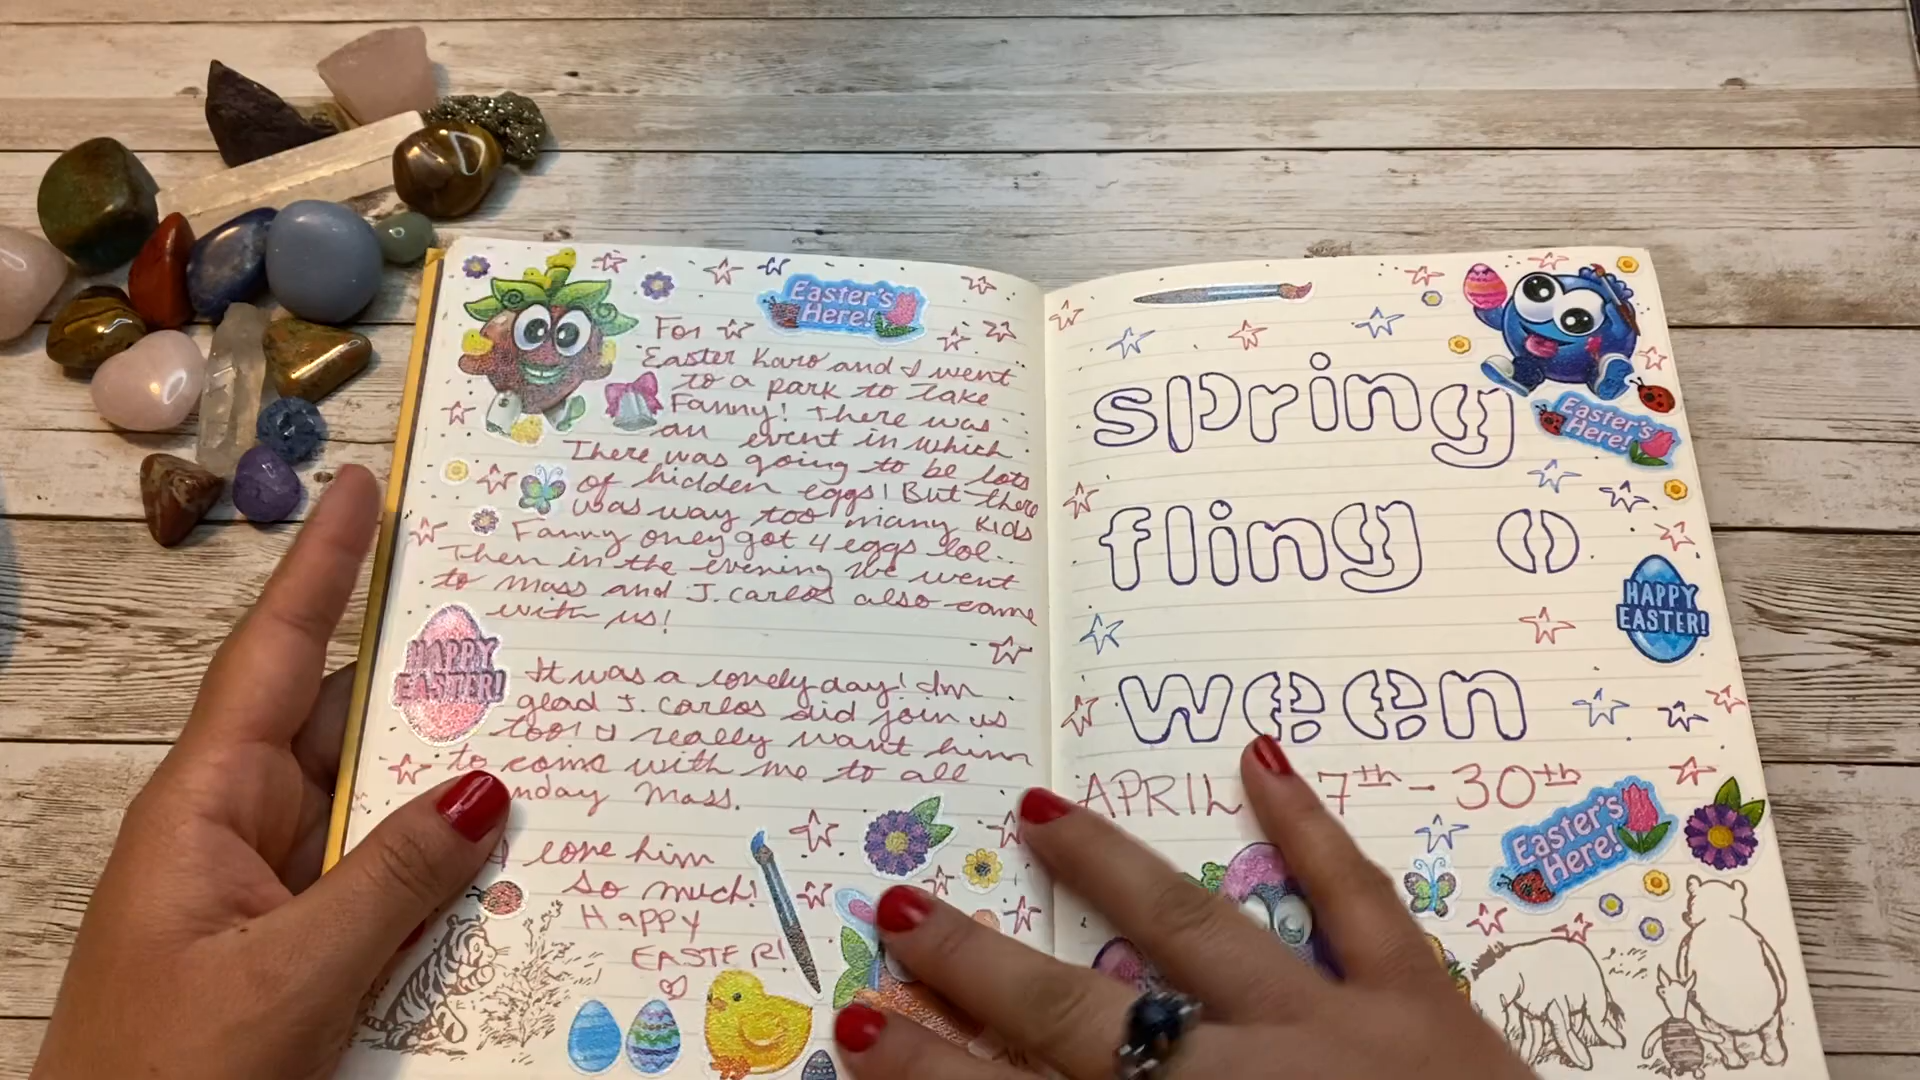 Easter's
Here!
For
Easter Karo and I went
to a park to take
Fanny! There was
an event in which
There was going to be lots
of hidden eggs! But there
was way too many kids
Fanny oney got 4 eggs lol.
Then in the evening we went
to mass and J. Carlos also came
with us!
HAPPY
EASTER!
It was a lovely day! Im
glad J. Carlos did join us
too! I really want him
to come with me to all
nday Mass.
I love him
so much!
Happy
EASTER!
spring
Easter's
Here!
fling o
HAPPY
EASTER!
ween
APRIL 7th - 30th
Easter's
Here!